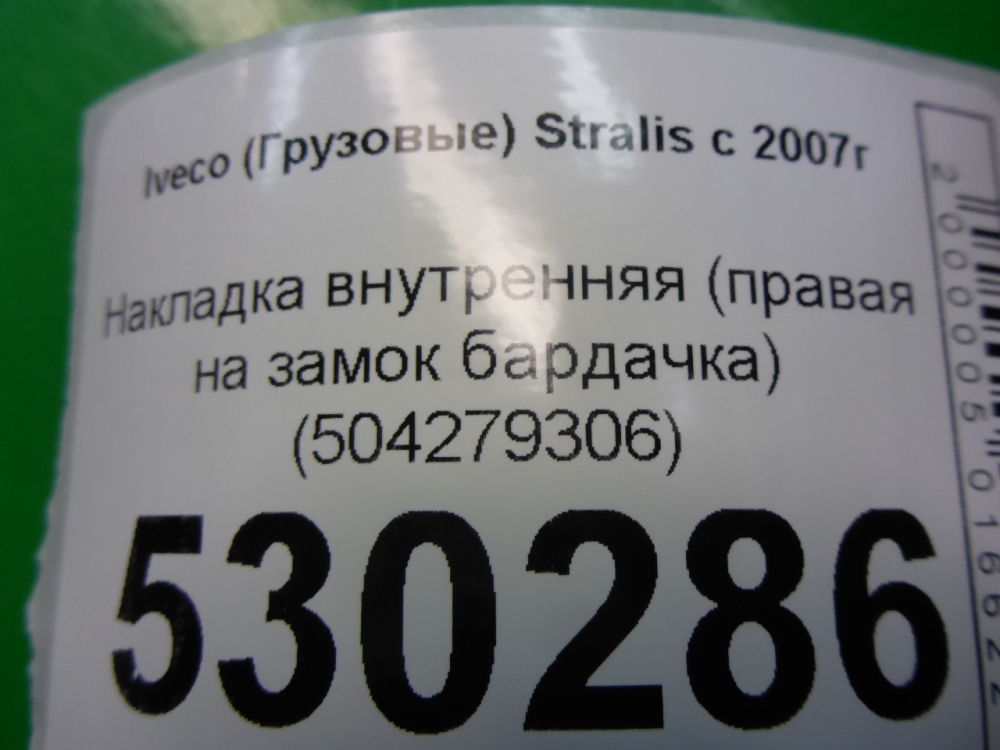 Iveco (Грузовые) Stralis с 2007г
Накладка внутренняя (правая
на замок бардачка)
(504279306)
530286